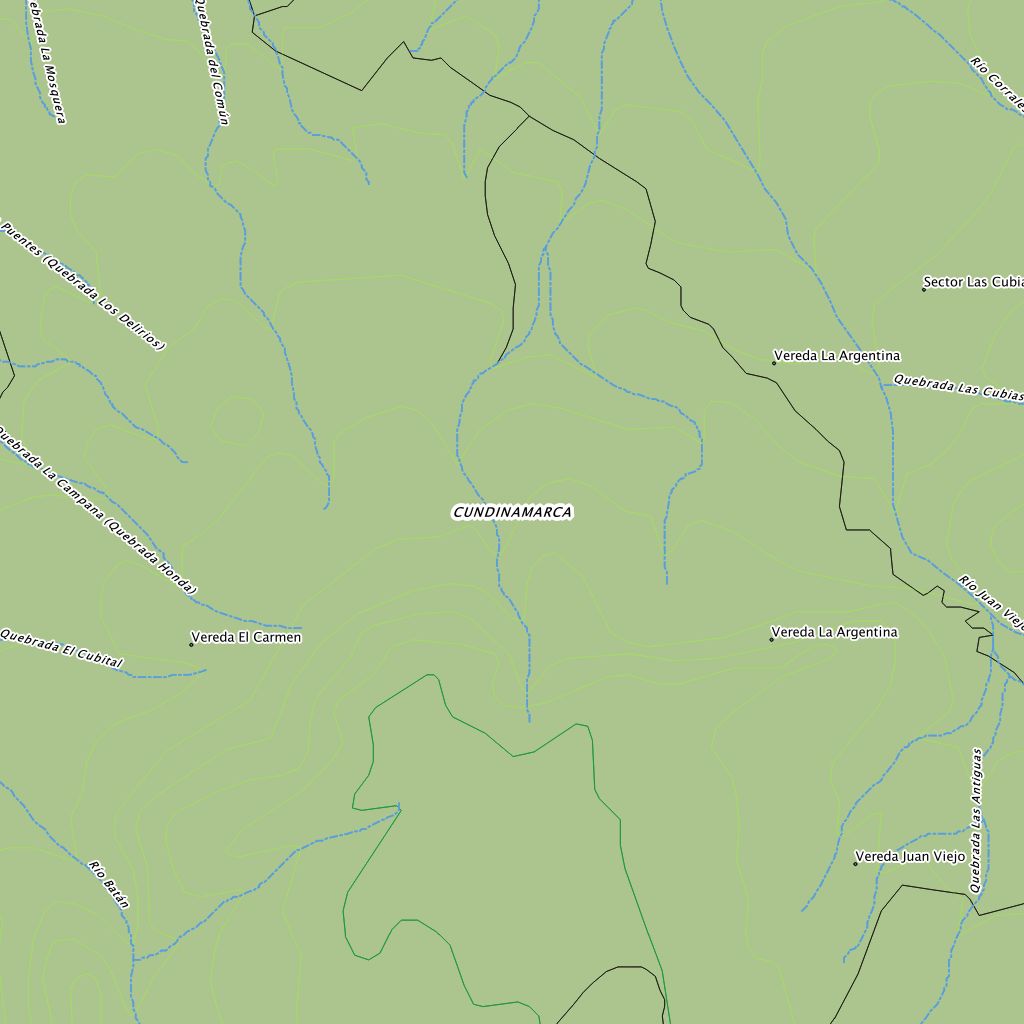 Quebrada La Mosquera
Quebrada del Común
Río Corrales
Puentes (Quebrada Los Delirios)
Sector Las Cubia
Vereda La Argentina
Quebrada Las Cubias
Quebrada La Campana (Quebrada Honda)
CUNDINAMARCA
Río Juan Viejo
Quebrada El Cubital
Vereda El Carmen
Vereda La Argentina
Quebrada Las Antiguas
Vereda Juan Viejo
Río Batán